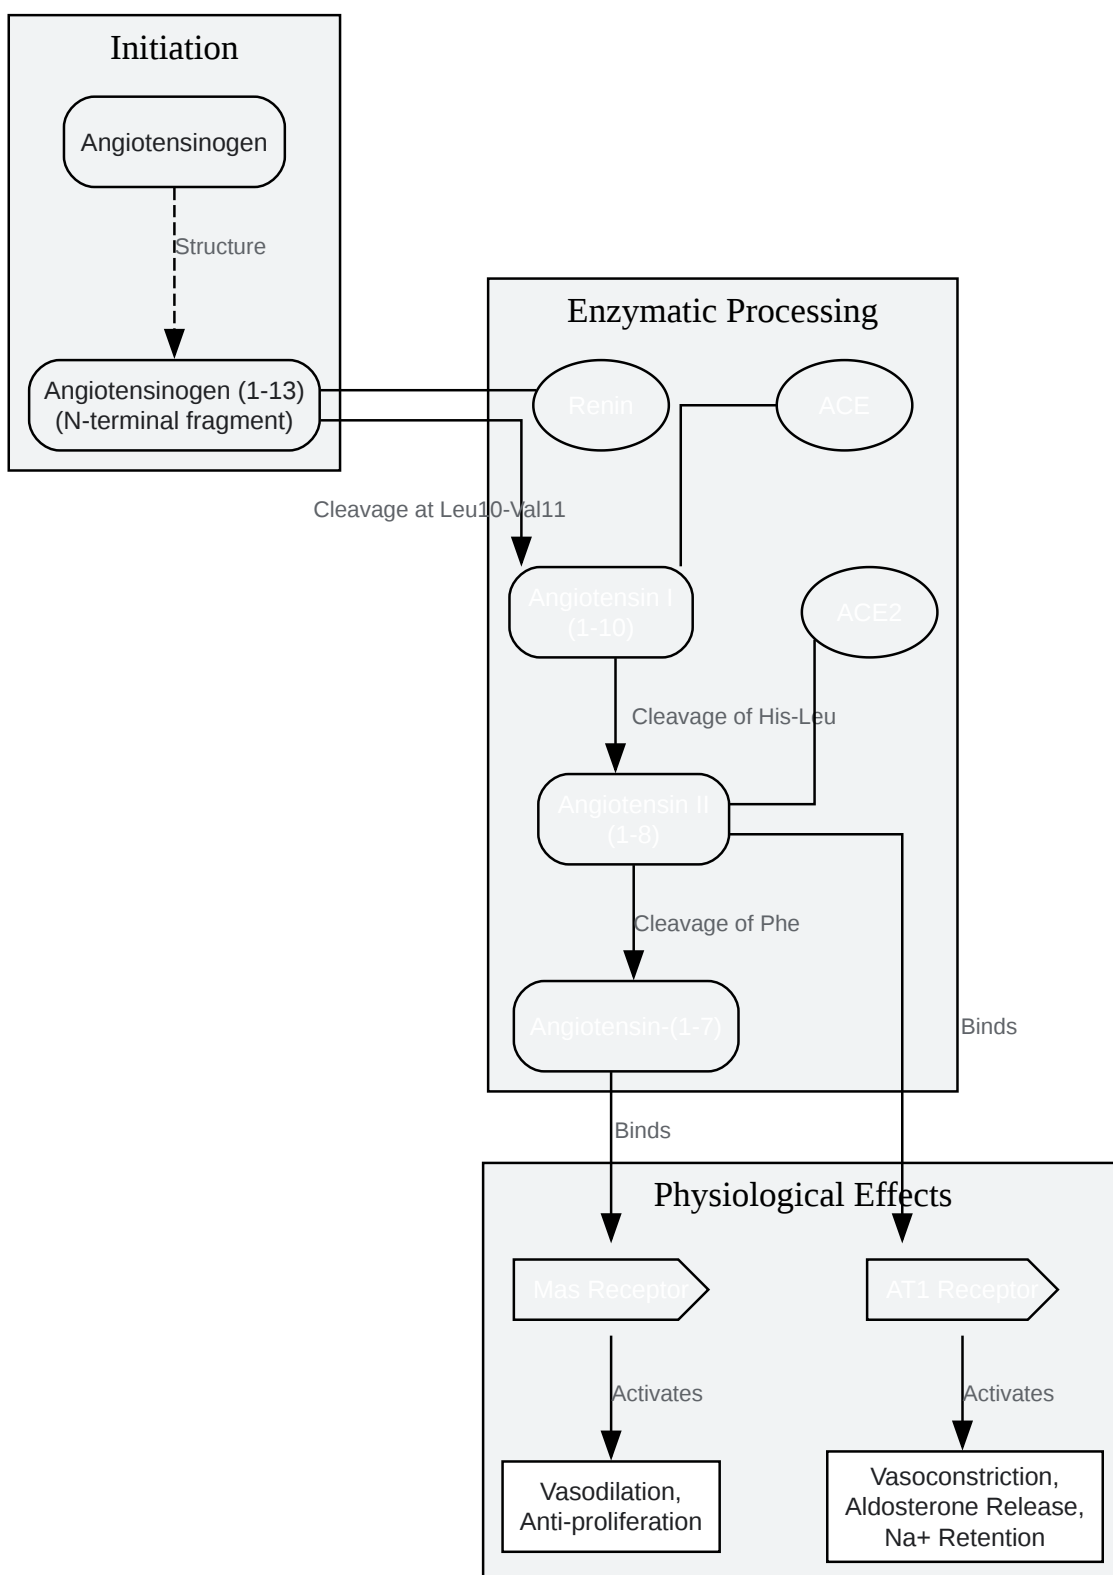 Initiation
Angiotensinogen
Structure
Angiotensinogen (1-13)
(N-terminal fragment)
Enzymatic Processing
Renin
ACE
Cleavage at Leu10-Val11
Angiotensin I
(1-10)
ACE2
Cleavage of His-Leu
Angiotensin II
(1-8)
Cleavage of Phe
Angiotensin-(1-7)
Binds
Binds
Physiological Effects
Mas Receptor
AT1 Receptor
Activates
Activates
Vasodilation,
Anti-proliferation
Vasoconstriction,
Aldosterone Release,
Na+ Retention